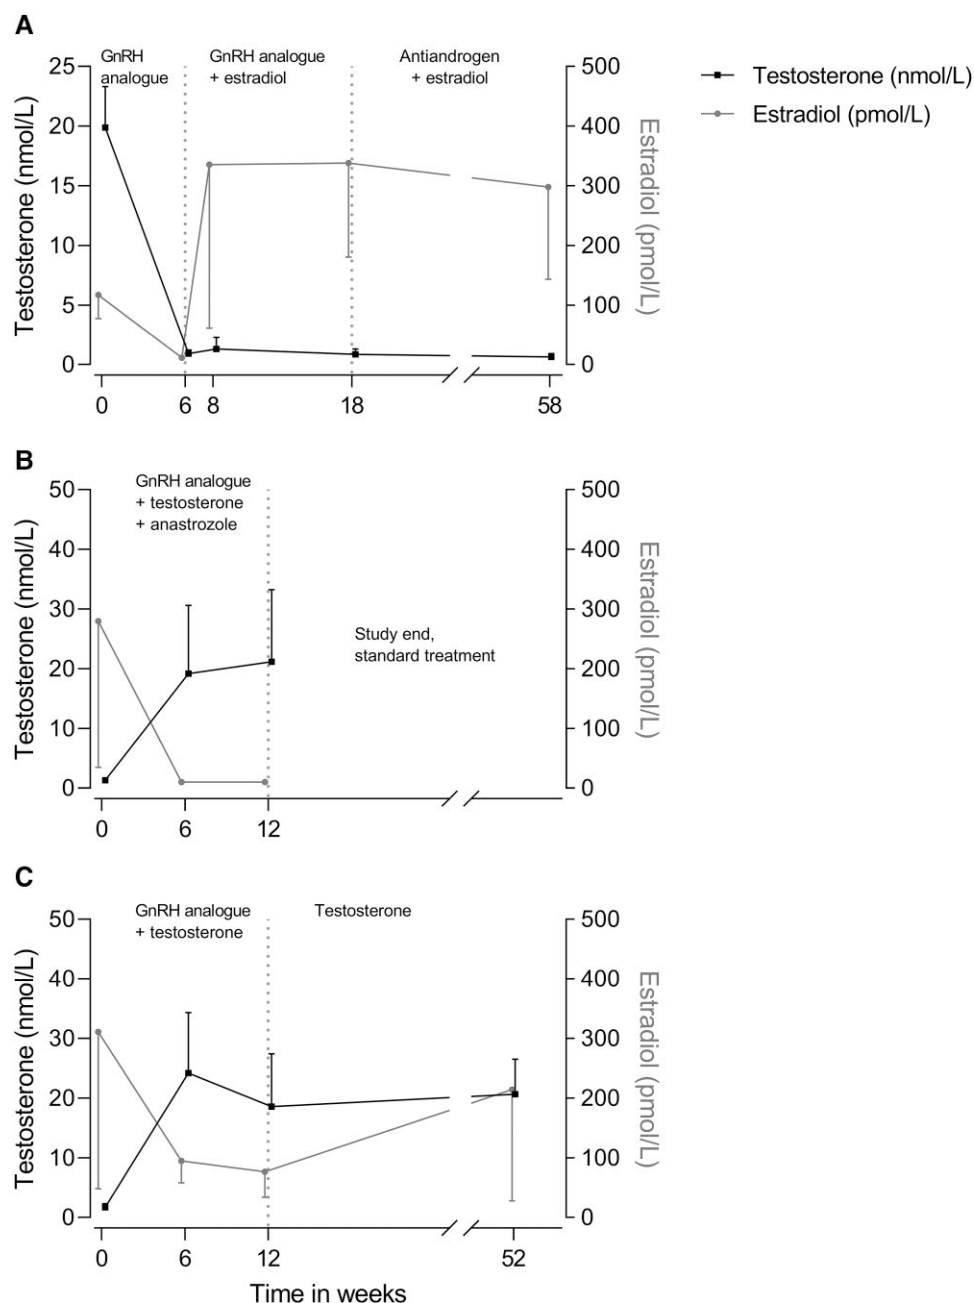 A
GnRH
analogue
GnRH analogue
+ estradiol
Antiandrogen
+ estradiol
Testosterone (nmol/L)
25
20
15
10
5
0
500
400
300
200
100
0
Estradiol (pmol/L)
0 6 8 18 58
Testosterone (nmol/L)
Estradiol (pmol/L)
B
GnRH analogue
+ testosterone
+ anastrozole
Testosterone (nmol/L)
50
40
30
20
10
0
Study end,
standard treatment
500
400
300
200
100
0
Estradiol (pmol/L)
0 6 12
C
GnRH analogue
+ testosterone
Testosterone
Testosterone (nmol/L)
50
40
30
20
10
0
500
400
300
200
100
0
Estradiol (pmol/L)
0 6 12 52
Time in weeks